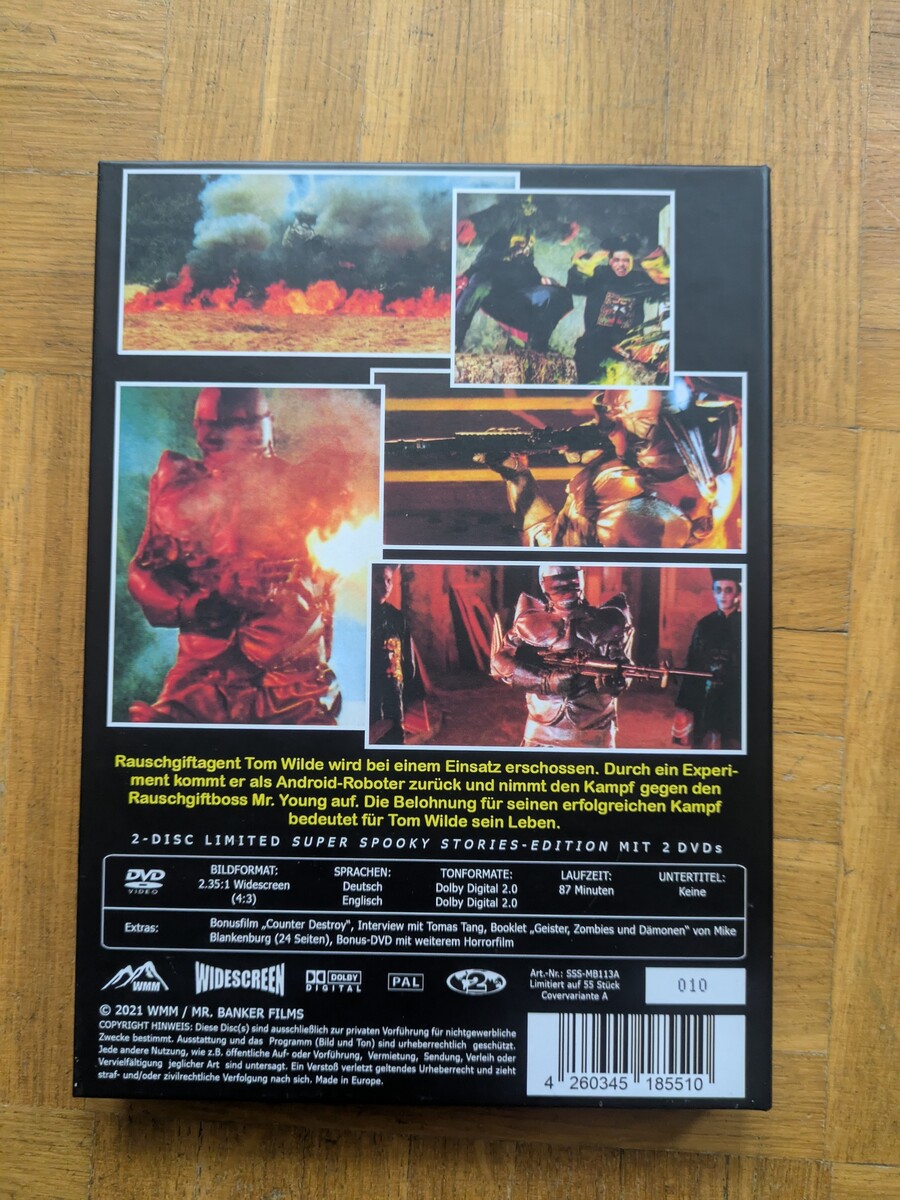 Rauschgiftagent Tom Wilde wird bei einem Einsatz erschossen. Durch ein Experi-
ment kommt er als Android-Roboter zurück und nimmt den Kampf gegen den
Rauschgiftboss Mr. Young auf. Die Belohnung für seinen erfolgreichen Kampf
bedeutet für Tom Wilde sein Leben.
2-DISC LIMITED SUPER SPOOKY STORIES-EDITION MIT 2 DVDs
DVD
VIDEO
BILDFORMAT:
2.35:1 Widescreen
(4:3)
SPRACHEN:
Deutsch
Englisch
TONFORMATE:
Dolby Digital 2.0
Dolby Digital 2.0
LAUFZEIT:
87 Minuten
UNTERTITEL:
Keine
Extras:
Bonusfilm „Counter Destroy", Interview mit Tomas Tang, Booklet „Geister, Zombies und Dämonen" von Mike
Blankenburg (24 Seiten), Bonus-DVD mit weiterem Horrorfilm
WMM
WIDESCREEN
DOLBY
DIGITAL
PAL
2
Art.-Nr.: SSS-MB113A
Limitiert auf 55 Stück
Covervariante A
010
© 2021 WMM / MR. BANKER FILMS
COPYRIGHT HINWEIS: Diese Disc(s) sind ausschließlich zur privaten Vorführung für nichtgewerbliche
Zwecke bestimmt. Ausstattung und das Programm (Bild und Ton) sind urheberrechtlich geschützt.
Jede andere Nutzung, wie z.B. öffentliche Auf- oder Vorführung, Vermietung, Sendung, Verleih oder
Vervielfältigung jeglicher Art sind untersagt. Ein Verstoß verletzt geltendes Urheberrecht und zieht
straf- und/oder zivilrechtliche Verfolgung nach sich. Made in Europe.
4 260345 185510